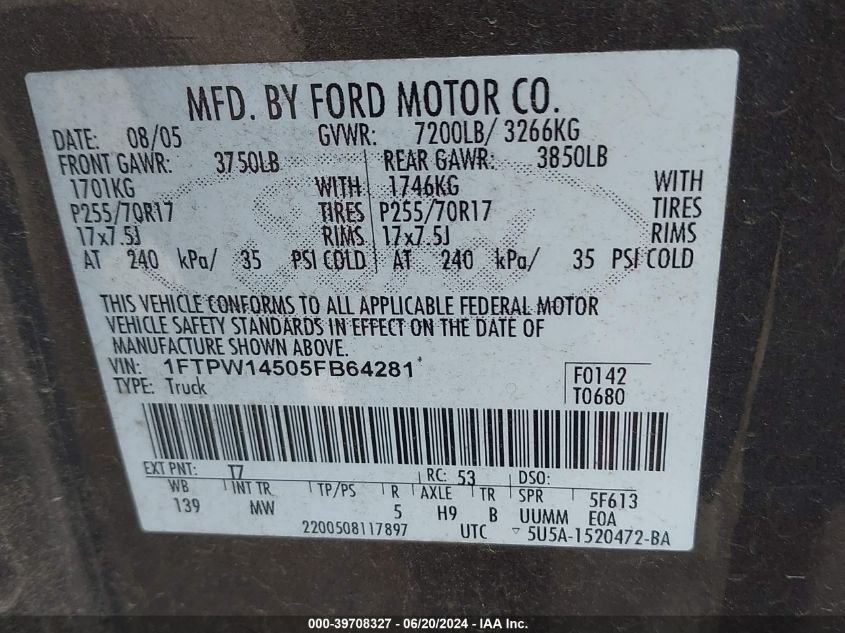 MFD. BY FORD MOTOR CO.
DATE: 08/05 GVWR: 7200LB/ 3266KG
FRONT GAWR: 3750LB REAR GAWR: 3850LB
1701KG WITH 1746KG WITH
P255/70R17 TIRES P255/70R17 TIRES
17x7.5J RIMS 17x7.5J RIMS
AT 240 kPa/ 35 PSI COLD AT 240 kPa/ 35 PSI COLD
THIS VEHICLE CONFORMS TO ALL APPLICABLE FEDERAL MOTOR
VEHICLE SAFETY STANDARDS IN EFFECT ON THE DATE OF
MANUFACTURE SHOWN ABOVE.
VIN: 1FTPW14505FB64281* F0142
TYPE: Truck T0680
EXT PNT: T7 RC: 53 DSO:
WB INT TR TP/PS R AXLE TR SPR 5F613
139 MW 5 H9 B UUMM EOA
2200508117897 UTC 5U5A-1520472-BA
000-39708327 - 06/20/2024 - IAA Inc.